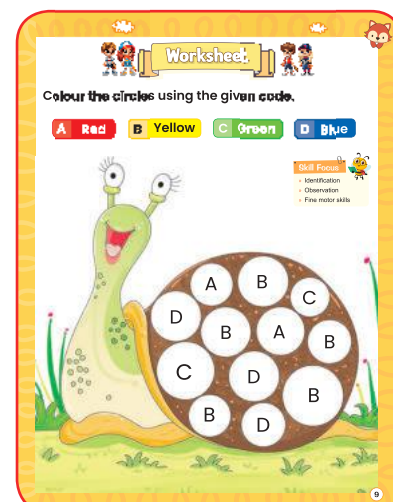 Worksheet
Colour the circles using the given code.
A Red B Yellow C Green D Blue
Skill Focus
Identification
Observation
Fine motor skills
A B C
D B A B
C D B
B D
9